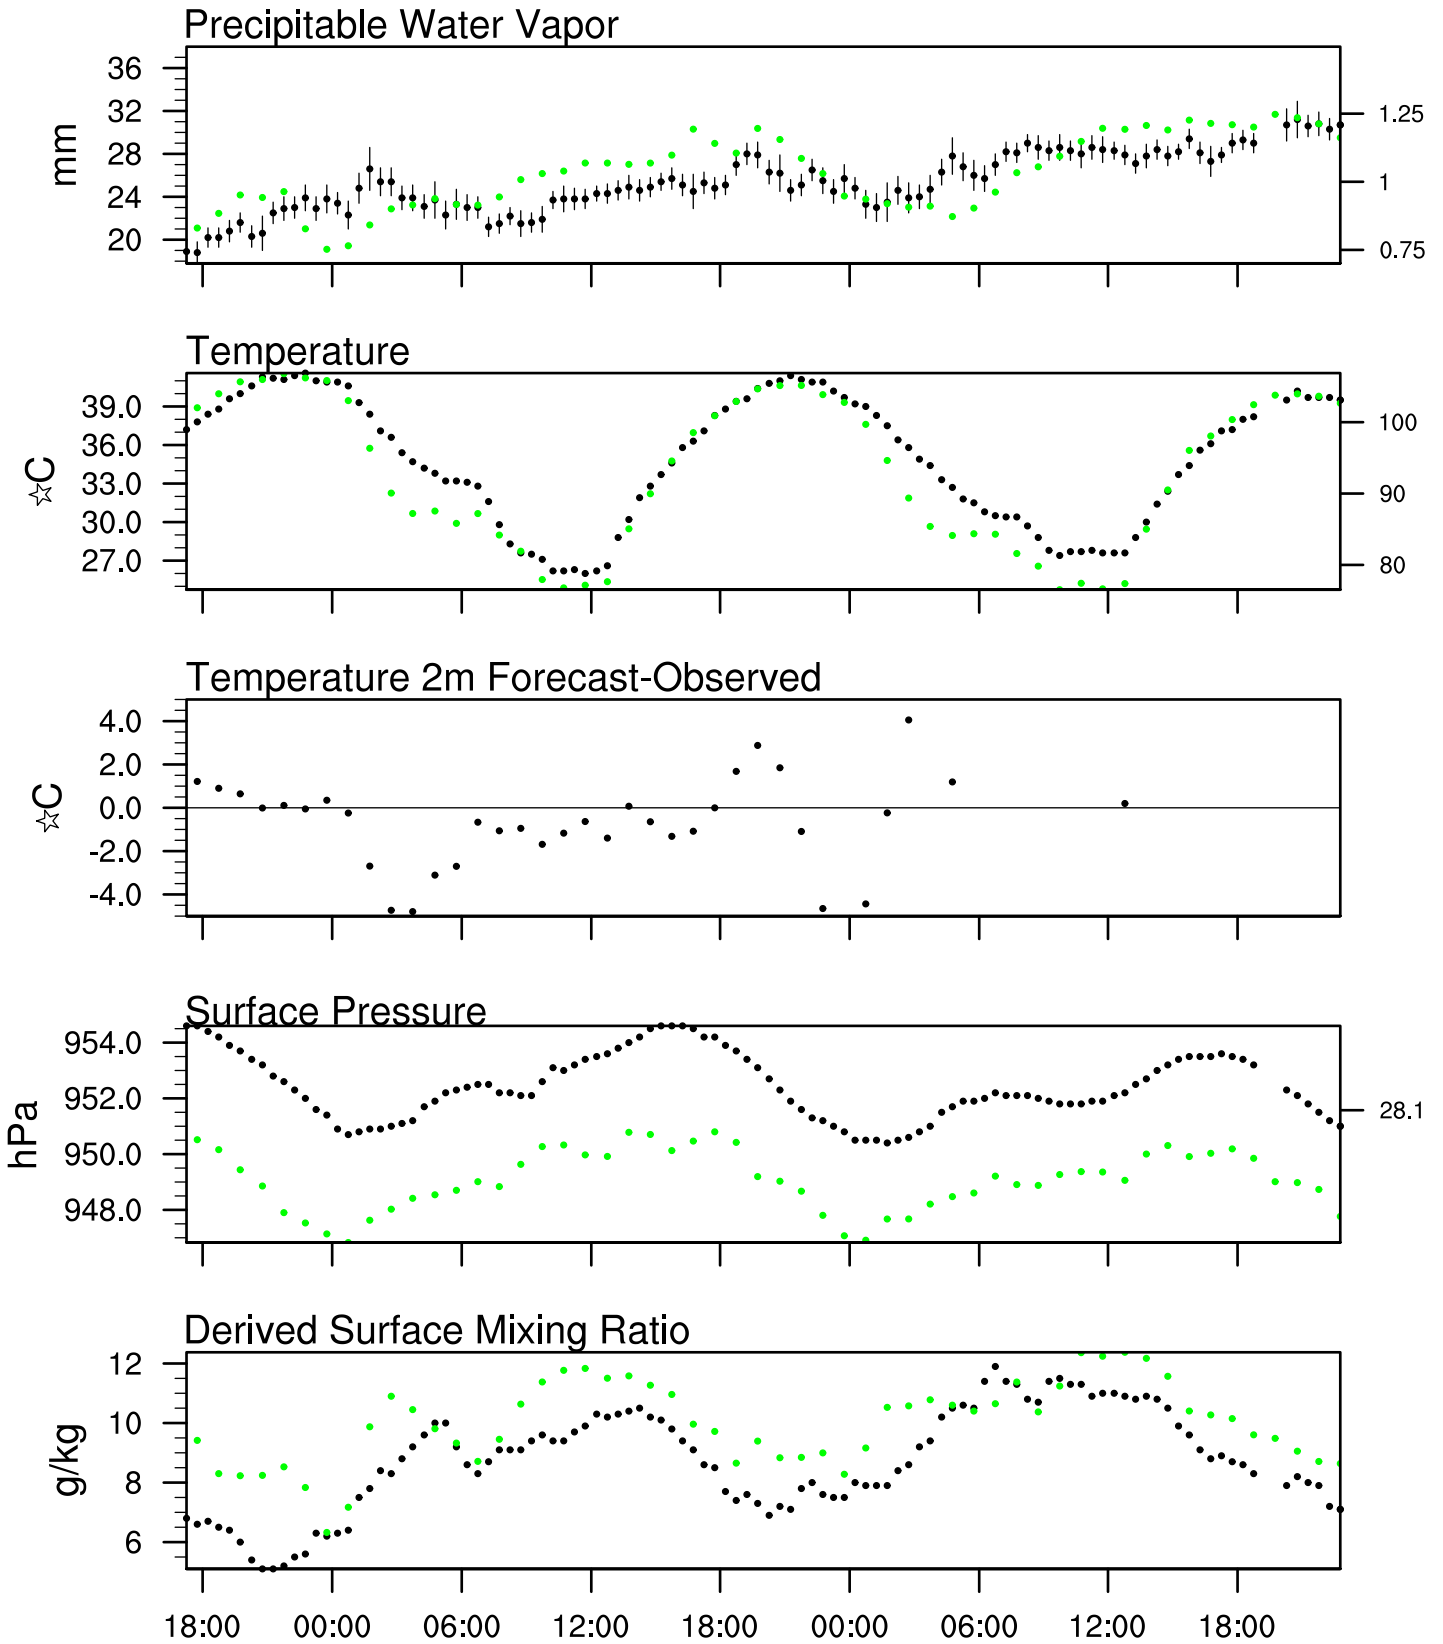 Precipitable Water Vapor
36
32
28
24
20
mm
1.25
1
0.75
Temperature
39.0
36.0
33.0
30.0
27.0
☆C
100
90
80
Temperature 2m Forecast-Observed
4.0
2.0
0.0
-2.0
-4.0
☆C
Surface Pressure
954.0
952.0
950.0
948.0
hPa
28.1
Derived Surface Mixing Ratio
12
10
8
6
g/kg
18:00 00:00 06:00 12:00 18:00 00:00 06:00 12:00 18:00